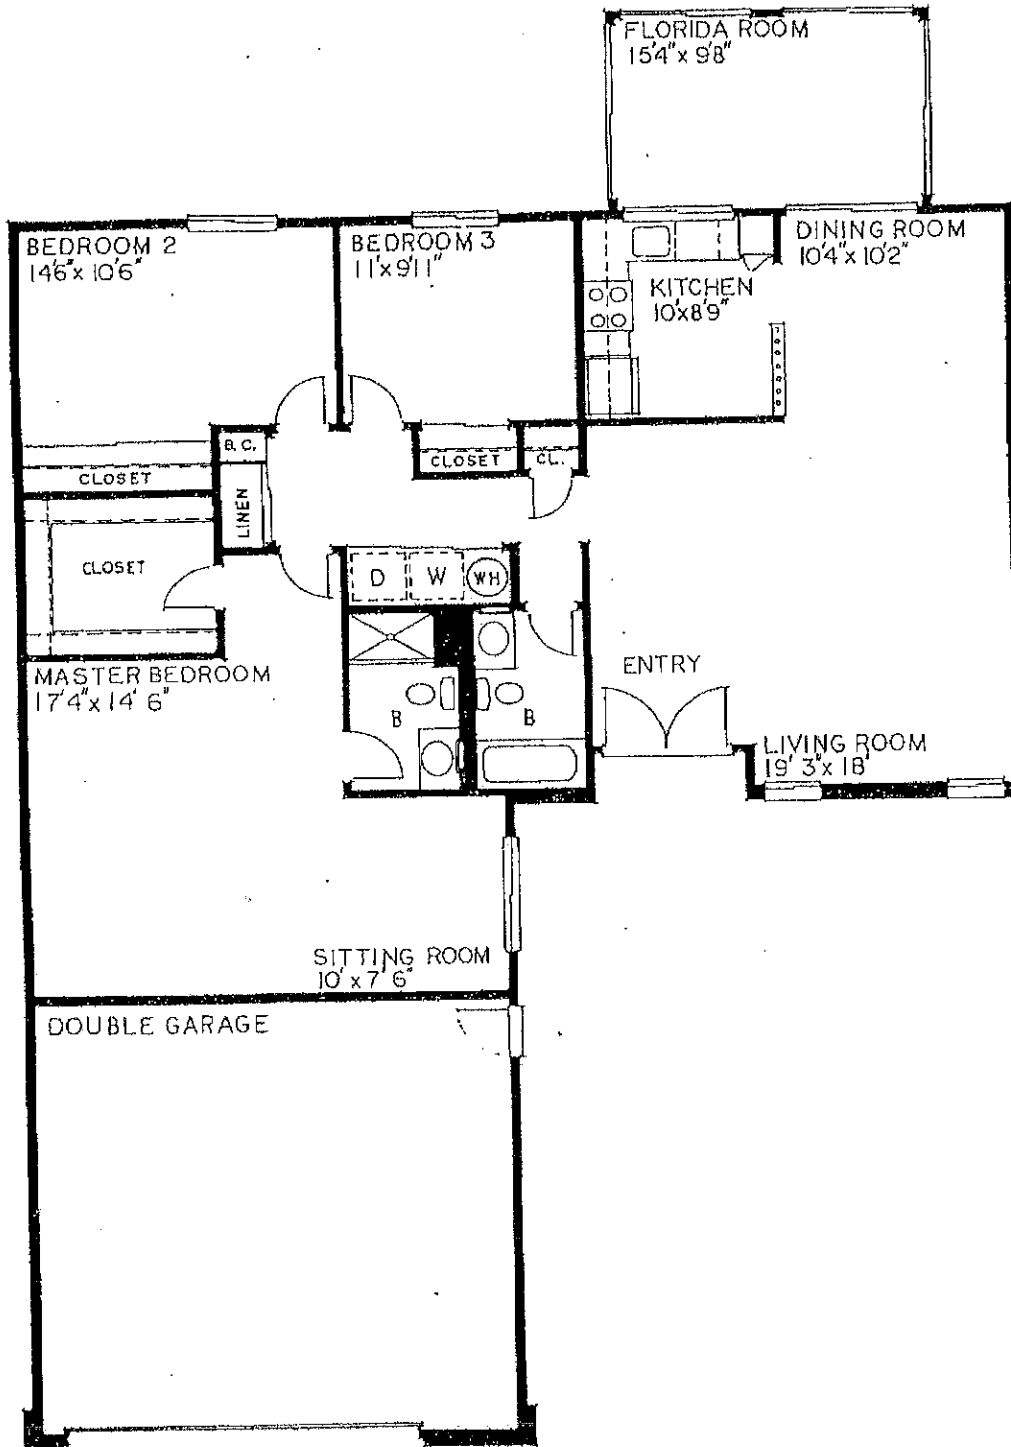 FLORIDA ROOM
15'4" x 9'8"
BEDROOM 2
14'6" x 10'6"
BEDROOM 3
11' x 9'11"
DINING ROOM
10'4" x 10'2"
KITCHEN
10' x 8'9"
B.C.
CLOSET
CL.
CLOSET
LINEN
CLOSET
D
W
WH
MASTER BEDROOM
17'4" x 14' 6"
ENTRY
B
B
LIVING ROOM
19' 3" x 18'
SITTING ROOM
10' x 7' 6"
DOUBLE GARAGE